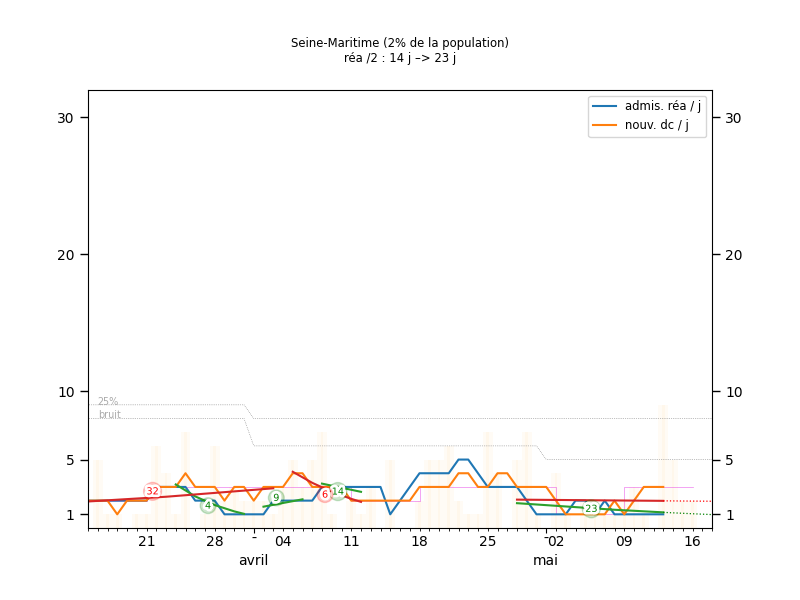 Seine-Maritime (2% de la population)
réa /2 : 14 j –> 23 j
admis. réa / j
nouv. dc / j
30 30
20 20
10 10
25%
bruit
5 5
32 4 9 6 14 23
1 1
21 28 - 04 11 18 25 - 02 09 16
avril mai